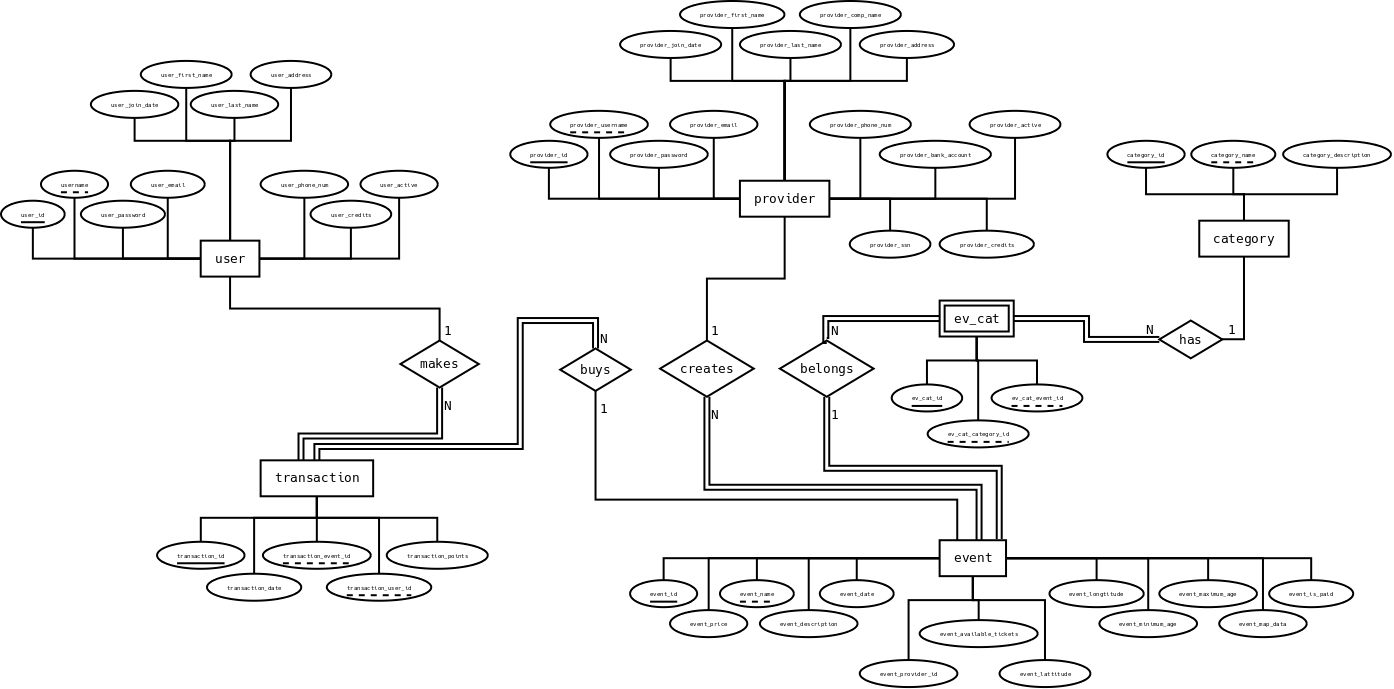 provider_first_name
provider_comp_name
provider_join_date
provider_last_name
provider_address
user_first_name
user_address
user_join_date
user_last_name
provider_username
provider_email
provider_phone_num
provider_active
provider_id
provider_password
provider_bank_account
category_id
category_name
category_description
username
user_email
user_phone_num
user_active
user_id
user_password
user_credits
provider
category
provider_ssn
provider_credits
user
ev_cat
1
N
1
1
N
N
makes
buys
creates
belongs
has
ev_cat_id
ev_cat_event_id
N
1
N
1
ev_cat_category_id
transaction
transaction_id
transaction_event_id
transaction_points
transaction_date
transaction_user_id
event
event_id
event_name
event_date
event_longtitude
event_maximum_age
event_is_paid
event_price
event_description
event_available_tickets
event_minimum_age
event_map_data
event_provider_id
event_lattitude